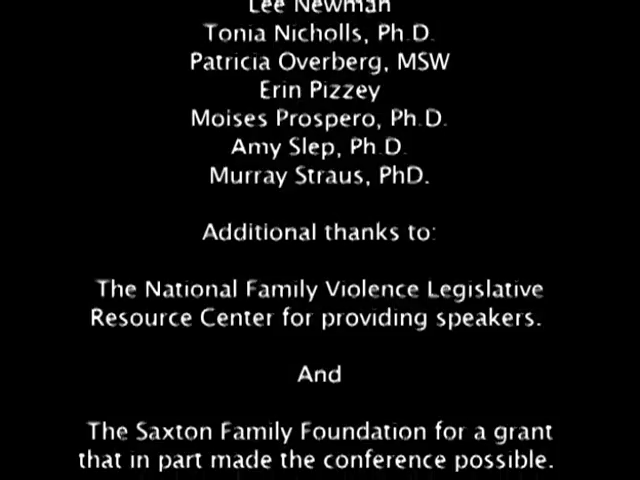 Lee Newman
Tonia Nicholls, Ph.D.
Patricia Overberg, MSW
Erin Pizzey
Moises Prospero, Ph.D.
Amy Slep, Ph.D.
Murray Straus, PhD.
Additional thanks to:
The National Family Violence Legislative
Resource Center for providing speakers.
And
The Saxton Family Foundation for a grant
that in part made the conference possible.